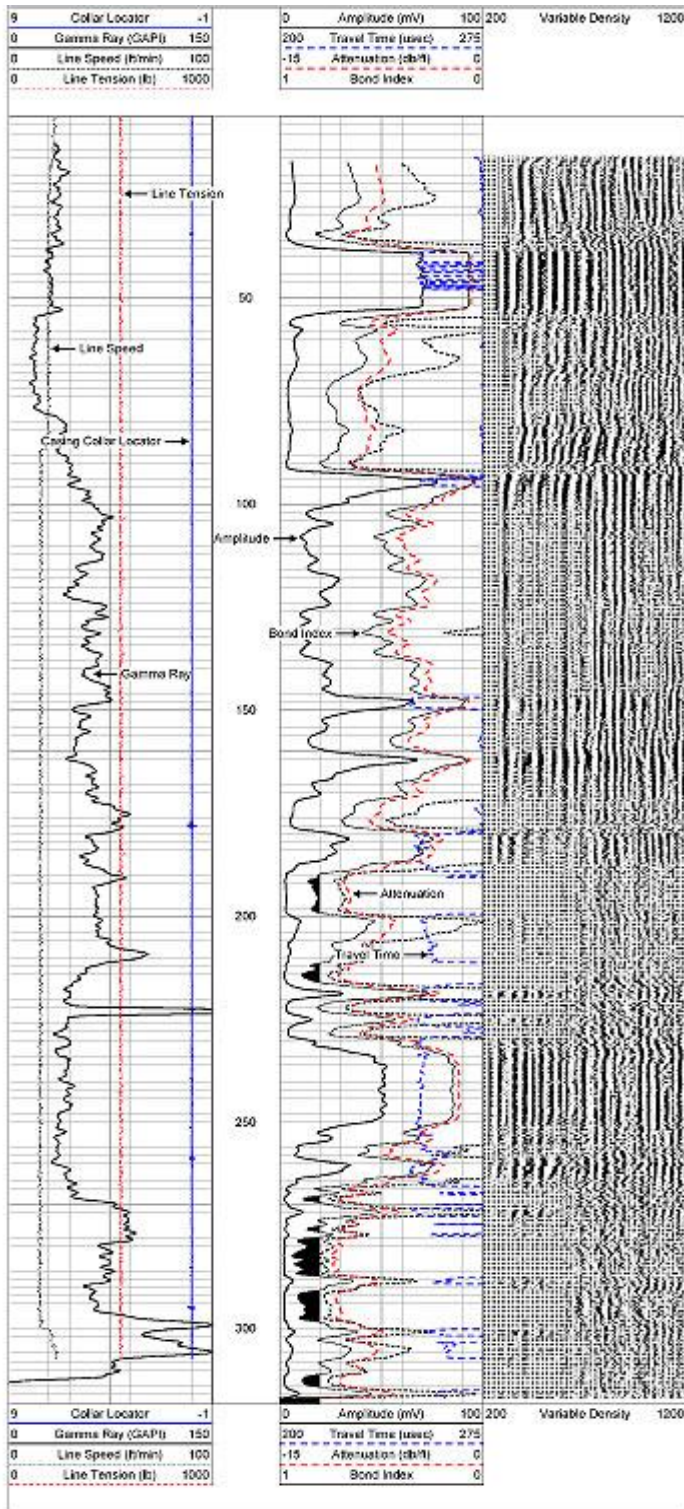 9 Collar Locator -1
0 Gamma Ray (GAPI) 150
0 Line Speed (ft/min) 100
0 Line Tension (lb) 1000
0 Amplitude (mV) 100
200 Travel Time (usec) 275
-15 Attenuation (db/ft) 0
1 Bond Index 0
200 Variable Density 1200
Line Tension
50
Line Speed
Casing Collar Locator
100
Amplitude
Bond Index
Gamma Ray
150
Attenuation
200
Travel Time
250
300
9 Collar Locator -1
0 Gamma Ray (GAPI) 150
0 Line Speed (ft/min) 100
0 Line Tension (lb) 1000
0 Amplitude (mV) 100
200 Travel Time (usec) 275
-15 Attenuation (db/ft) 0
1 Bond Index 0
200 Variable Density 1200